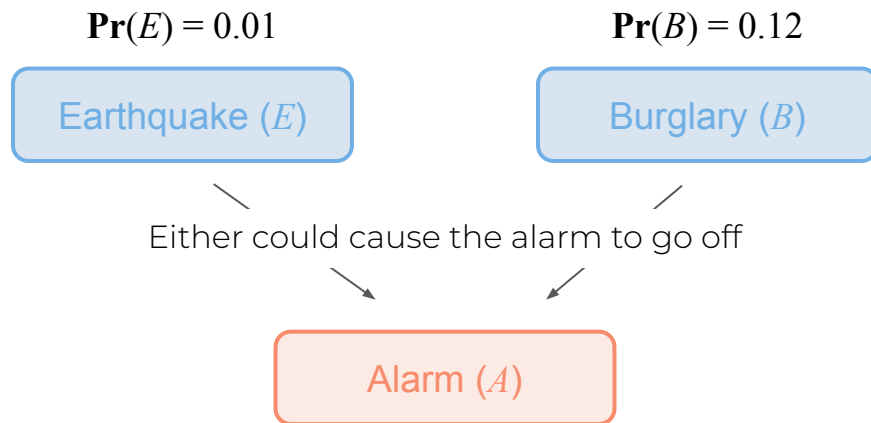 Pr(E) = 0.01
Pr(B) = 0.12
Earthquake (E)
Burglary (B)
Either could cause the alarm to go off
Alarm (A)